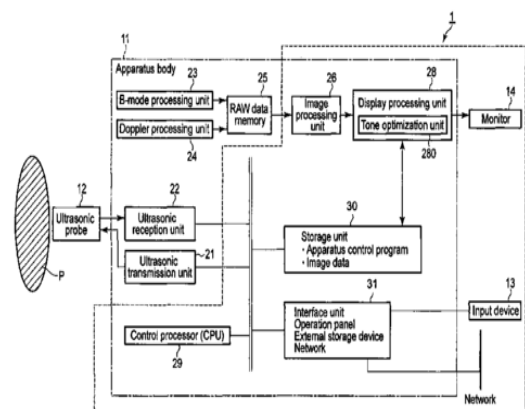 1
11
Apparatus body
23
B-mode processing unit
Doppler processing unit
24
25
RAW data
memory
26
Image
processing
unit
28
Display processing unit
Tone optimization unit
280
14
Monitor
12
Ultrasonic
probe
P
22
Ultrasonic
reception unit
Ultrasonic
transmission unit
21
30
Storage unit
· Apparatus control program
· Image data
31
Interface unit
Operation panel
External storage device
Network
13
Input device
Control processor (CPU)
29
Network